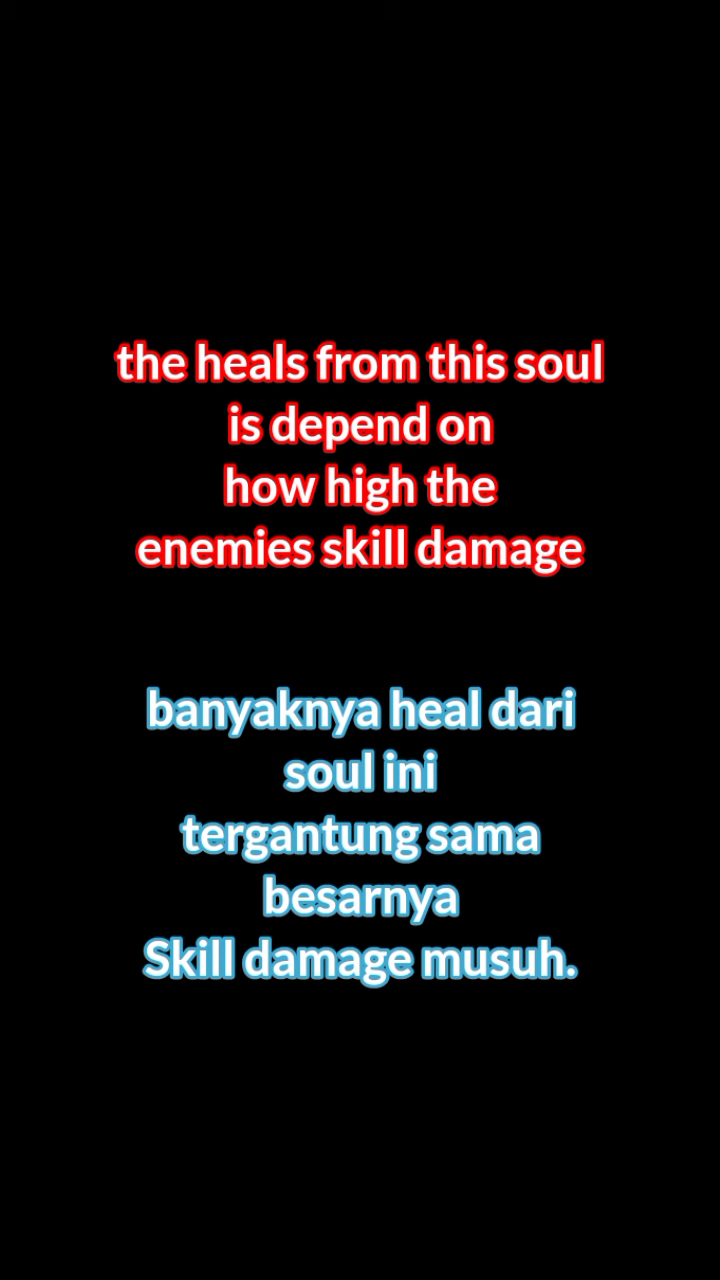 the heals from this soul
is depend on
how high the
enemies skill damage
banyaknya heal dari
soul ini
tergantung sama
besarnya
Skill damage musuh.